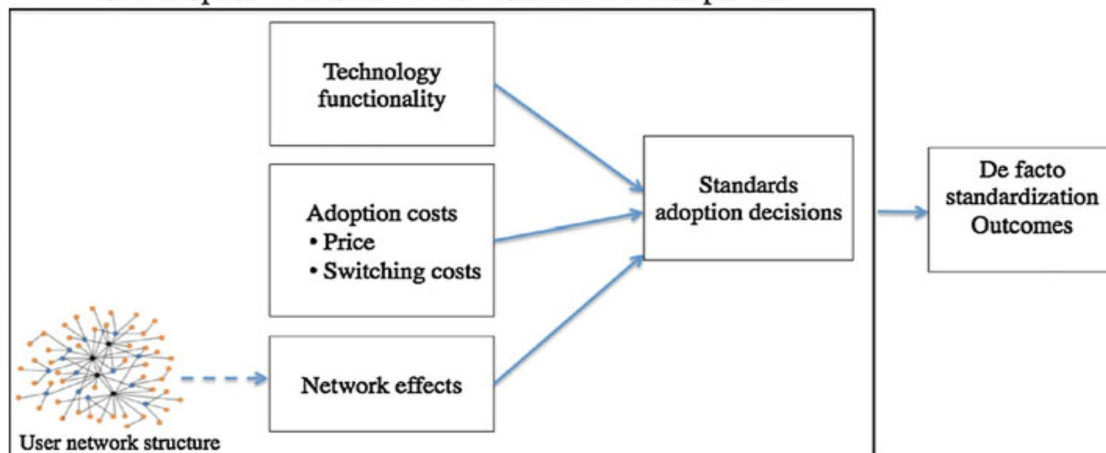 Technology
functionality
Adoption costs
• Price
• Switching costs
Network effects
User network structure
Standards
adoption decisions
De facto
standardization
Outcomes